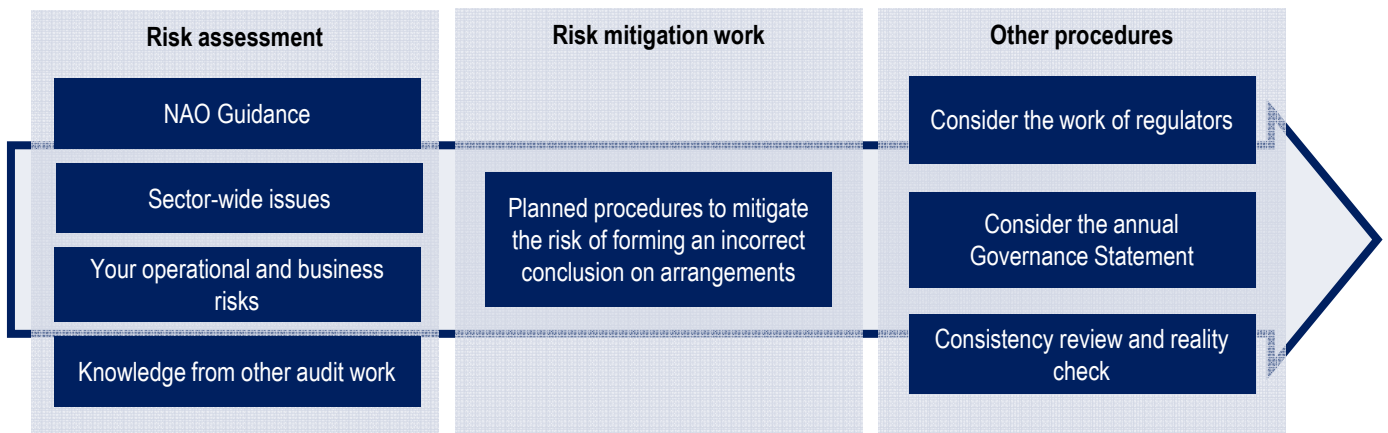 Risk assessment
NAO Guidance
Sector-wide issues
Your operational and business
risks
Knowledge from other audit work
Risk mitigation work
Planned procedures to mitigate
the risk of forming an incorrect
conclusion on arrangements
Other procedures
Consider the work of regulators
Consider the annual
Governance Statement
Consistency review and reality
check